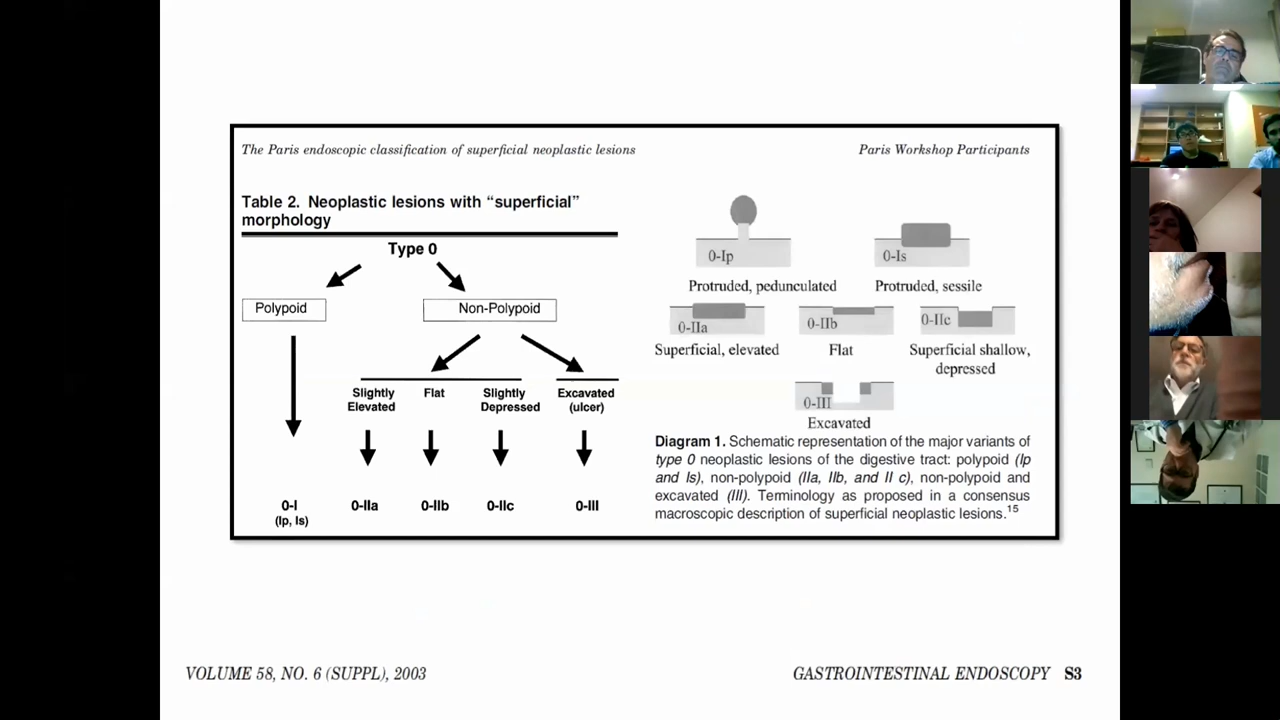 The Paris endoscopic classification of superficial neoplastic lesions
Paris Workshop Participants
Table 2. Neoplastic lesions with “superficial”
morphology
Type 0
Polypoid
Non-Polypoid
Slightly
Elevated
Flat
Slightly
Depressed
Excavated
(ulcer)
0-I
(Ip, Is)
0-IIa
0-IIb
0-IIc
0-III
0-Ip
Protruded, pedunculated
0-Is
Protruded, sessile
0-IIa
Superficial, elevated
0-IIb
Flat
0-IIc
Superficial shallow,
depressed
0-III
Excavated
Diagram 1. Schematic representation of the major variants of
type 0 neoplastic lesions of the digestive tract: polypoid (Ip
and Is), non-polypoid (IIa, IIb, and II c), non-polypoid and
excavated (III). Terminology as proposed in a consensus
macroscopic description of superficial neoplastic lesions.15
VOLUME 58, NO. 6 (SUPPL), 2003
GASTROINTESTINAL ENDOSCOPY S3